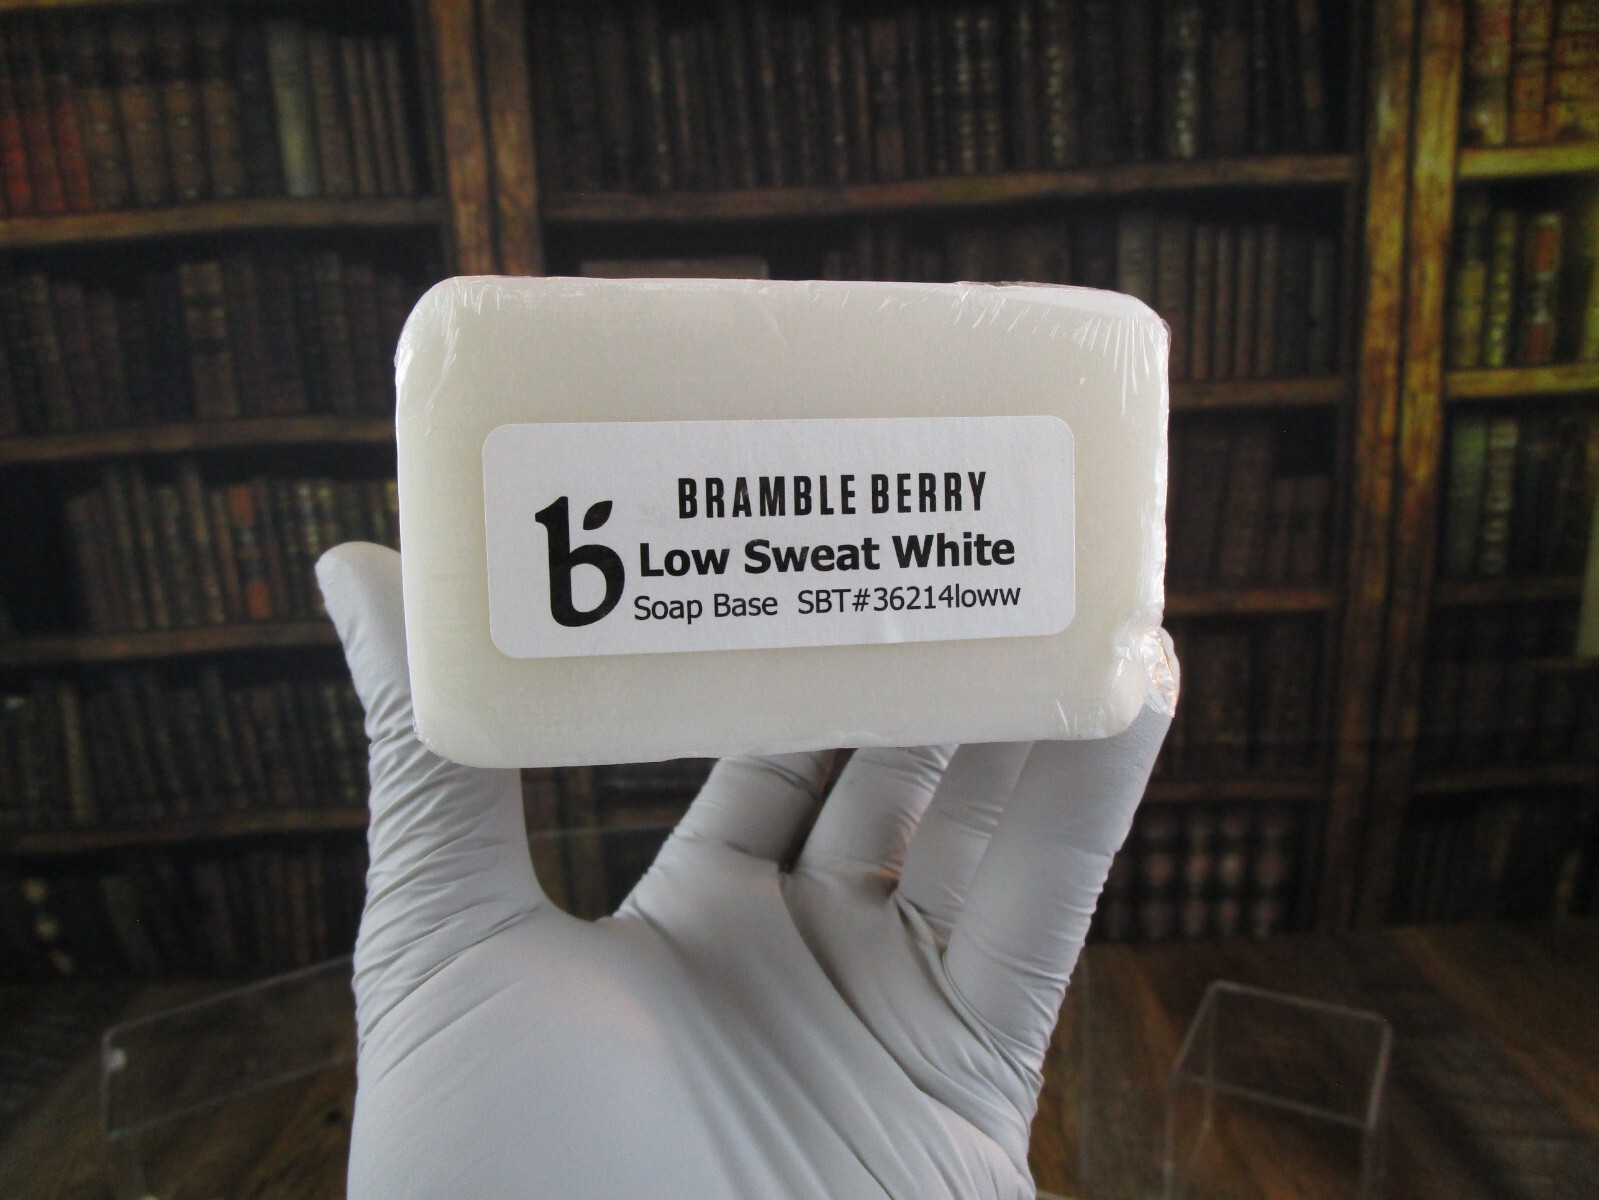 BRAMBLE BERRY
Low Sweat White
Soap Base SBT#36214loww